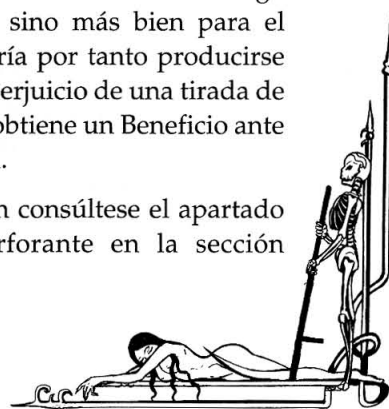 sino más bien para el
ría por tanto producirse
erjuicio de una tirada de
obtiene un Beneficio ante
n consúltese el apartado
rforante en la sección